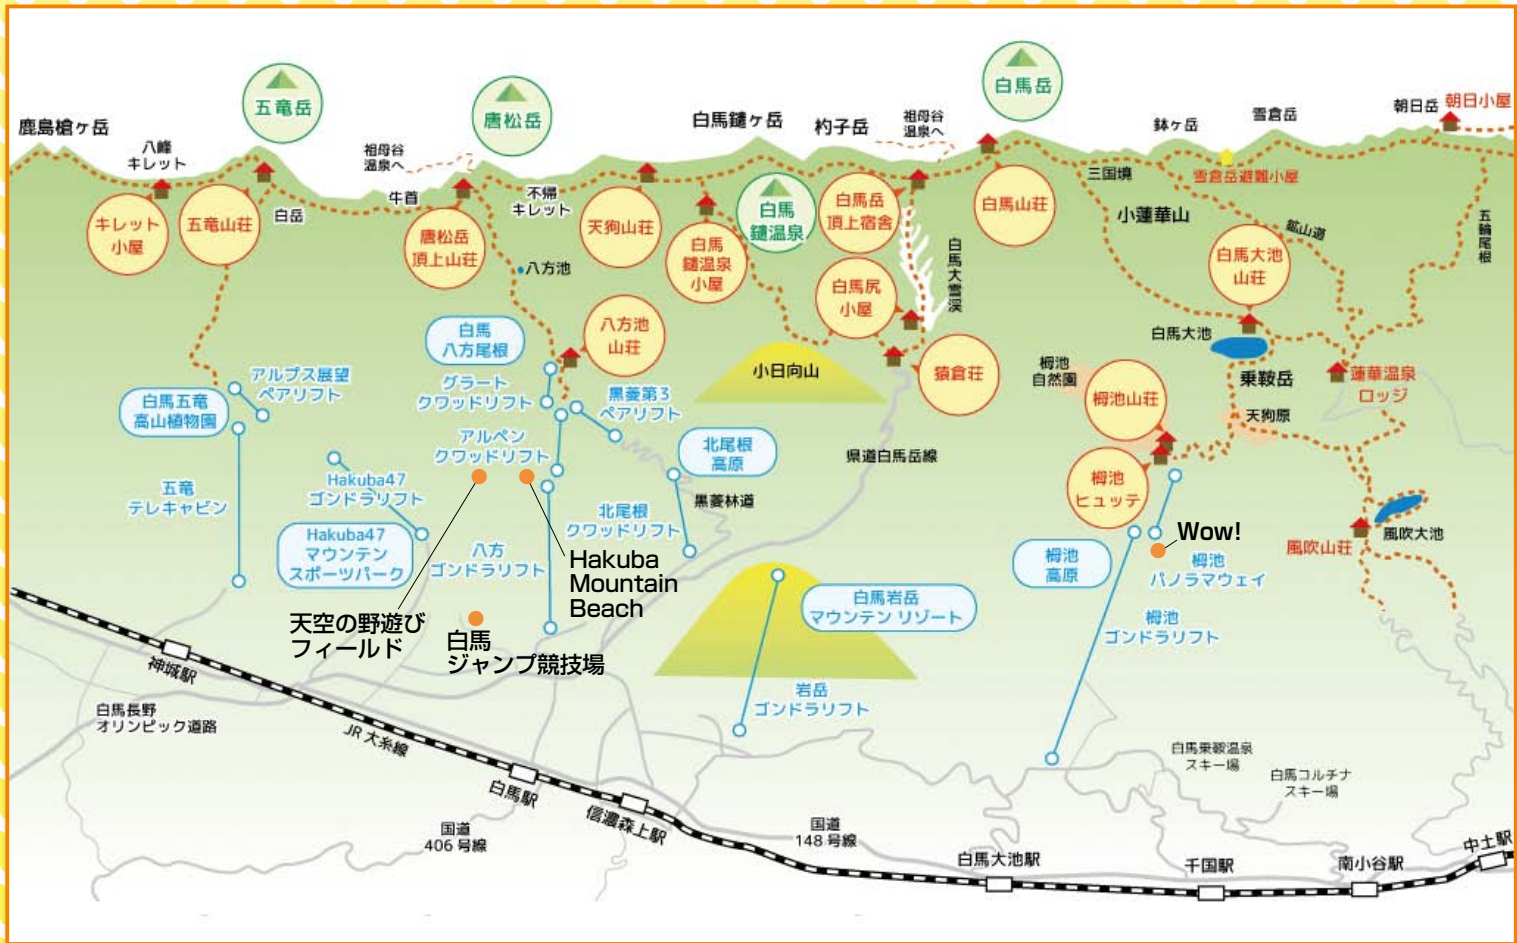 五竜岳
唐松岳
白馬岳
鹿島槍ヶ岳
八峰
キレット
祖母谷
温泉へ
白馬鑓ヶ岳
杓子岳
祖母谷
温泉へ
鉢ヶ岳
雪倉岳
朝日岳
朝日小屋
キレット
小屋
五竜山荘
白岳
牛首
唐松岳
頂上山荘
不帰
キレット
天狗山荘
白馬
鑓温泉
小屋
白馬
鑓温泉
白馬岳
頂上宿舎
白馬山荘
三国境
雪倉岳避難小屋
小蓮華山
鉱山道
五輪尾根
白馬大池
山荘
八方池
白馬大雪渓
白馬尻
小屋
八方池
山荘
白馬
八方尾根
小日向山
猿倉荘
白馬大池
乗鞍岳
蓮華温泉
ロッジ
栂池
自然園
栂池山荘
天狗原
アルプス展望
ペアリフト
白馬五竜
高山植物園
グラート
クワッドリフト
黒菱第3
ペアリフト
アルペン
クワッドリフト
北尾根
高原
県道白馬岳線
栂池
ヒュッテ
五竜
テレキャビン
Hakuba47
ゴンドラリフト
Hakuba47
マウンテン
スポーツパーク
八方
ゴンドラリフト
北尾根
クワッドリフト
黒菱林道
Hakuba
Mountain
Beach
天空の野遊び
フィールド
白馬
ジャンプ競技場
白馬岩岳
マウンテン リゾート
岩岳
ゴンドラリフト
栂池
高原
Wow!
栂池
パノラマウェイ
栂池
ゴンドラリフト
風吹山荘
風吹大池
神城駅
白馬長野
オリンピック道路
JR 大糸線
白馬駅
信濃森上駅
国道
406 号線
国道
148 号線
白馬乗鞍温泉
スキー場
白馬コルチナ
スキー場
白馬大池駅
千国駅
南小谷駅
中土駅